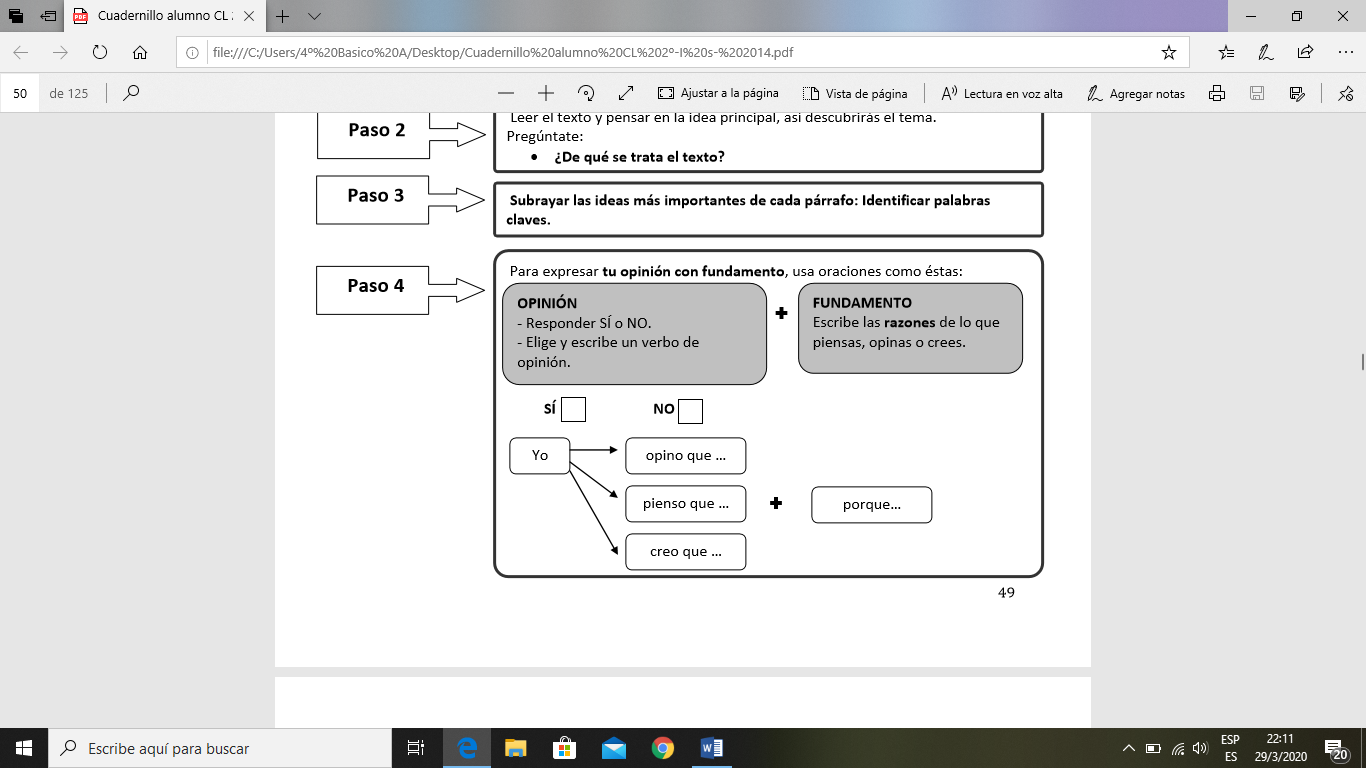 Cuadernillo alumno CL 2
file:///C:/Users/4º%20Basico%20A/Desktop/Cuadernillo%20alumno%20CL%202º-I%20s-%202014.pdf
50 de 125
Ajustar a la página
Vista de página
Lectura en voz alta
Agregar notas
Paso 2
Leer el texto y pensar en la idea principal, así descubrirás el tema.
Pregúntate:
• ¿De qué se trata el texto?
Paso 3
Subrayar las ideas más importantes de cada párrafo: Identificar palabras
claves.
Paso 4
Para expresar tu opinión con fundamento, usa oraciones como éstas:
OPINIÓN
- Responder SÍ o NO.
- Elige y escribe un verbo de
opinión.
+
FUNDAMENTO
Escribe las razones de lo que
piensas, opinas o crees.
SÍ NO
Yo
opino que ...
pienso que ...
creo que ...
+
porque...
49
Escribe aquí para buscar
ESP
ES
22:11
29/3/2020
20